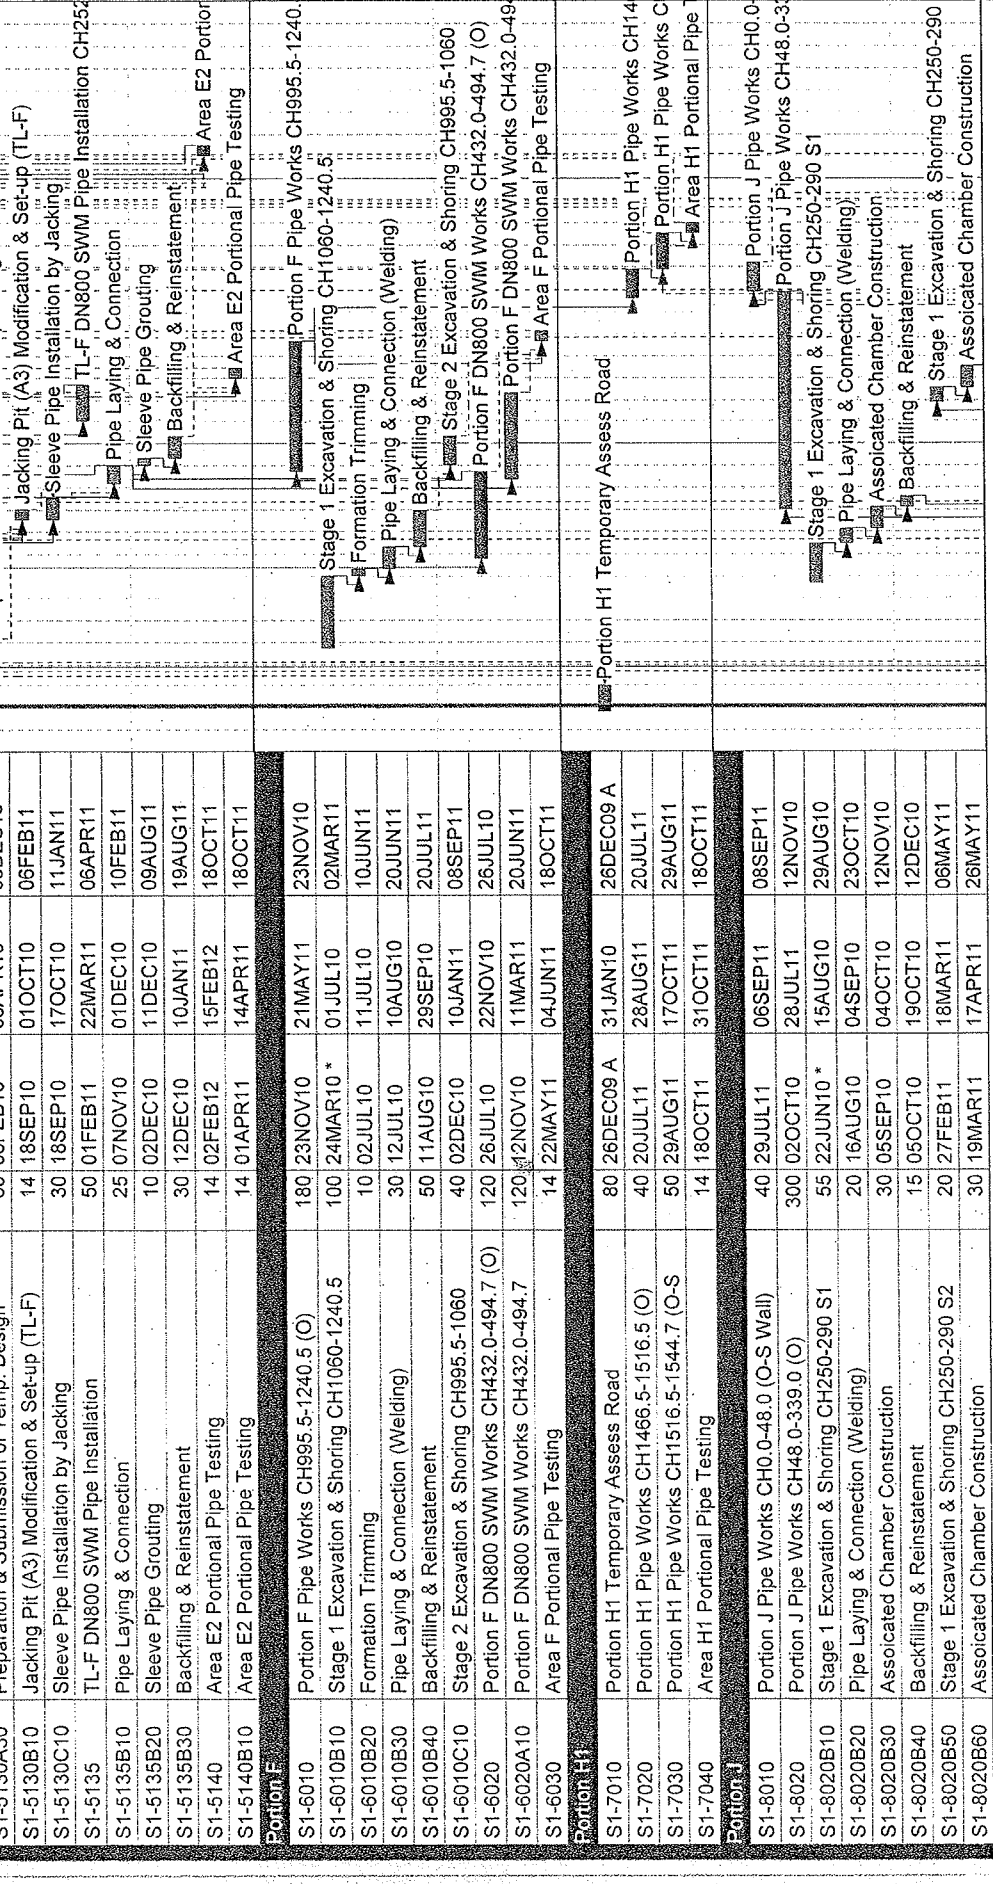 S1-5130B10 Jacking Pit (A3) Modification & Set-up (TL-F) 14 18SEP10 01OCT10 06FEB11 Jacking Pit (A3) Modification & Set-up (TL-F)
S1-5130C10 Sleeve Pipe Installation by Jacking 30 18SEP10 17OCT10 11JAN11 Sleeve Pipe Installation by Jacking
S1-5135 TL-F DN800 SWM Pipe Installation 50 01FEB11 22MAR11 06APR11 TL-F DN800 SWM Pipe Installation CH252
S1-5135B10 Pipe Laying & Connection 25 07NOV10 01DEC10 10FEB11 Pipe Laying & Connection
S1-5135B20 Sleeve Pipe Grouting 10 02DEC10 11DEC10 09AUG11 Sleeve Pipe Grouting
S1-5135B30 Backfilling & Reinstatement 30 12DEC10 10JAN11 19AUG11 Backfilling & Reinstatement
S1-5140 Area E2 Portional Pipe Testing 14 02FEB12 15FEB12 18OCT11 Area E2 Portion
S1-5140B10 Area E2 Portional Pipe Testing 14 01APR11 14APR11 18OCT11 Area E2 Portional Pipe Testing
Portion F
S1-6010 Portion F Pipe Works CH995.5-1240.5 (O) 180 23NOV10 21MAY11 23NOV10 Portion F Pipe Works CH995.5-1240.
S1-6010B10 Stage 1 Excavation & Shoring CH1060-1240.5 100 24MAR10 * 01JUL10 02MAR11 Stage 1 Excavation & Shoring CH1060-1240.5
S1-6010B20 Formation Trimming 10 02JUL10 11JUL10 10JUN11 Formation Trimming
S1-6010B30 Pipe Laying & Connection (Welding) 30 12JUL10 10AUG10 20JUN11 Pipe Laying & Connection (Welding)
S1-6010B40 Backfilling & Reinstatement 50 11AUG10 29SEP10 20JUL11 Backfilling & Reinstatement
S1-6010C10 Stage 2 Excavation & Shoring CH995.5-1060 40 02DEC10 10JAN11 08SEP11 Stage 2 Excavation & Shoring CH995.5-1060
S1-6020 Portion F DN800 SWM Works CH432.0-494.7 (O) 120 26JUL10 22NOV10 26JUL10 Portion F DN800 SWM Works CH432.0-494.7 (O)
S1-6020A10 Portion F DN800 SWM Works CH432.0-494.7 120 12NOV10 11MAR11 20JUN11 Portion F DN800 SWM Works CH432.0-494
S1-6030 Area F Portional Pipe Testing 14 22MAY11 04JUN11 18OCT11 Area F Portional Pipe Testing
Portion H1
S1-7010 Portion H1 Temporary Assess Road 80 26DEC09 A 31JAN10 26DEC09 A Portion H1 Temporary Assess Road
S1-7020 Portion H1 Pipe Works CH1466.5-1516.5 (O) 40 20JUL11 28AUG11 20JUL11 Portion H1 Pipe Works CH14
S1-7030 Portion H1 Pipe Works CH1516.5-1544.7 (O-S 50 29AUG11 17OCT11 29AUG11 Portion H1 Pipe Works C
S1-7040 Area H1 Portional Pipe Testing 14 18OCT11 31OCT11 18OCT11 Area H1 Portional Pipe T
Portion J
S1-8010 Portion J Pipe Works CH0.0-48.0 (O-S Wall) 40 29JUL11 06SEP11 08SEP11 Portion J Pipe Works CH0.0-
S1-8020 Portion J Pipe Works CH48.0-339.0 (O) 300 02OCT10 28JUL11 12NOV10 Portion J Pipe Works CH48.0-3
S1-8020B10 Stage 1 Excavation & Shoring CH250-290 S1 55 22JUN10 * 15AUG10 29AUG10 Stage 1 Excavation & Shoring CH250-290 S1
S1-8020B20 Pipe Laying & Connection (Welding) 20 16AUG10 04SEP10 23OCT10 Pipe Laying & Connection (Welding)
S1-8020B30 Assoicated Chamber Construction 30 05SEP10 04OCT10 12NOV10 Assoicated Chamber Construction
S1-8020B40 Backfilling & Reinstatement 15 05OCT10 19OCT10 12DEC10 Backfilling & Reinstatement
S1-8020B50 Stage 1 Excavation & Shoring CH250-290 S2 20 27FEB11 18MAR11 06MAY11 Stage 1 Excavation & Shoring CH250-290
S1-8020B60 Assoicated Chamber Construction 30 19MAR11 17APR11 26MAY11 Assoicated Chamber Construction